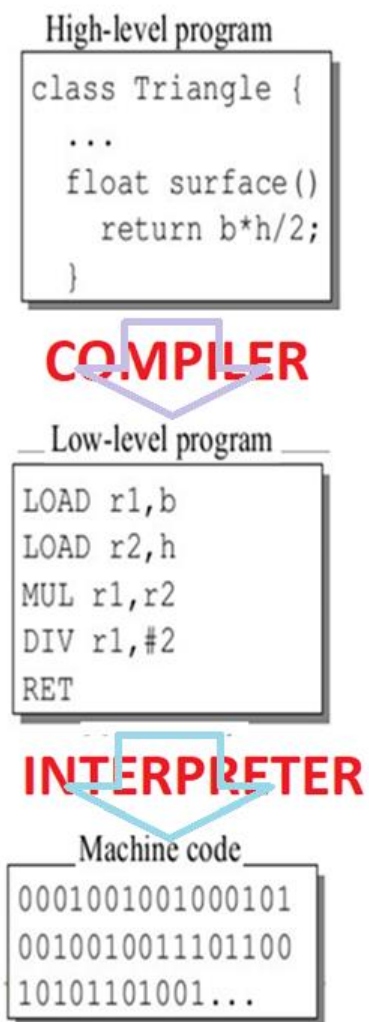 High-level program
class Triangle {
...
float surface()
return b*h/2;
}
COMPILER
Low-level program
LOAD r1,b
LOAD r2,h
MUL r1,r2
DIV r1,#2
RET
INTERPRETER
Machine code
0001001001000101
0010010011101100
10101101001...